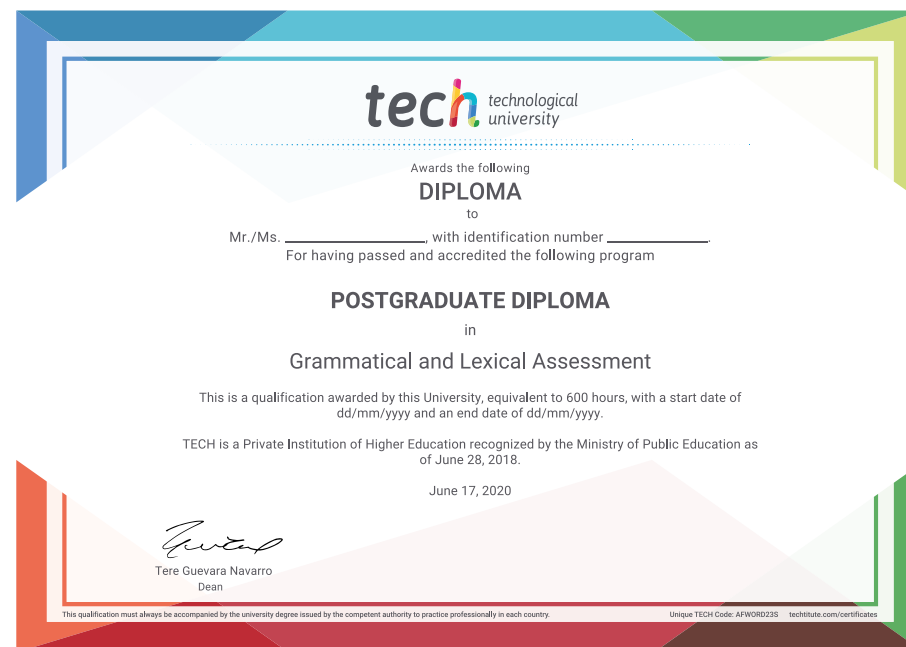 tech technological
university
Awards the following
DIPLOMA
to
Mr./Ms. ____________________, with identification number ______________.
For having passed and accredited the following program
POSTGRADUATE DIPLOMA
in
Grammatical and Lexical Assessment
This is a qualification awarded by this University, equivalent to 600 hours, with a start date of
dd/mm/yyyy and an end date of dd/mm/yyyy.
TECH is a Private Institution of Higher Education recognized by the Ministry of Public Education as
of June 28, 2018.
June 17, 2020
Tere Guevara Navarro
Dean
This qualification must always be accompanied by the university degree issued by the competent authority to practice professionally in each country.
Unique TECH Code: AFWORD23S techtitute.com/certificates